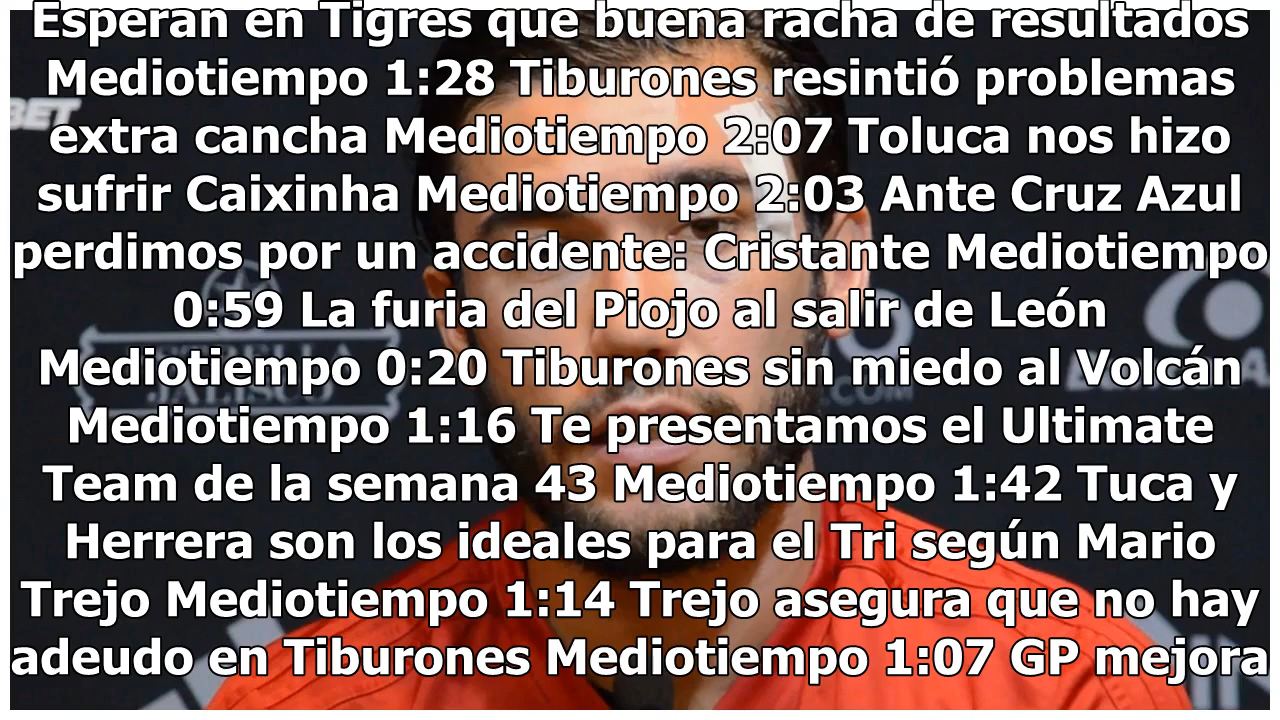 Esperan en Tigres que buena racha de resultados
Mediotiempo 1:28 Tiburones resintió problemas
extra cancha Mediotiempo 2:07 Toluca nos hizo
sufrir Caixinha Mediotiempo 2:03 Ante Cruz Azul
perdimos por un accidente: Cristante Mediotiempo
0:59 La furia del Piojo al salir de León
Mediotiempo 0:20 Tiburones sin miedo al Volcán
Mediotiempo 1:16 Te presentamos el Ultimate
Team de la semana 43 Mediotiempo 1:42 Tuca y
Herrera son los ideales para el Tri según Mario
Trejo Mediotiempo 1:14 Trejo asegura que no hay
adeudo en Tiburones Mediotiempo 1:07 GP mejora
BET
JALISCO
.COM